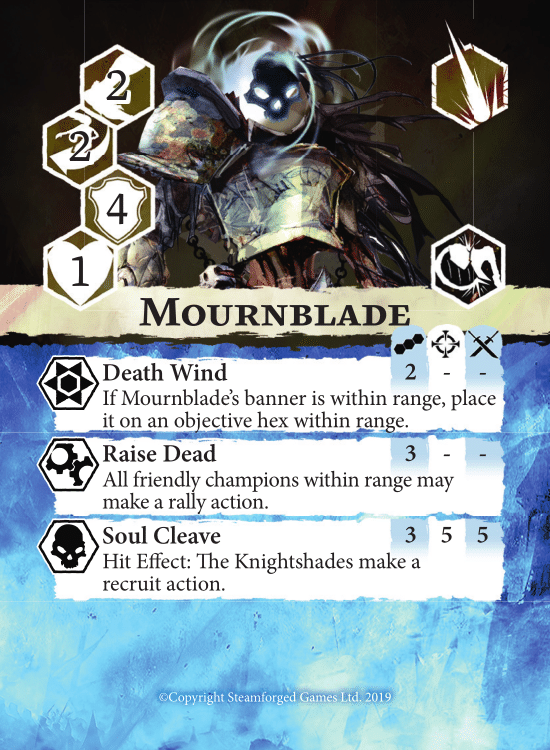 2
2
4
1
Mournblade
Death Wind 2 - -
If Mournblade's banner is within range, place
it on an objective hex within range.
Raise Dead 3 - -
All friendly champions within range may
make a rally action.
Soul Cleave 3 5 5
Hit Effect: The Knightshades make a
recruit action.
©Copyright Steamforged Games Ltd. 2019